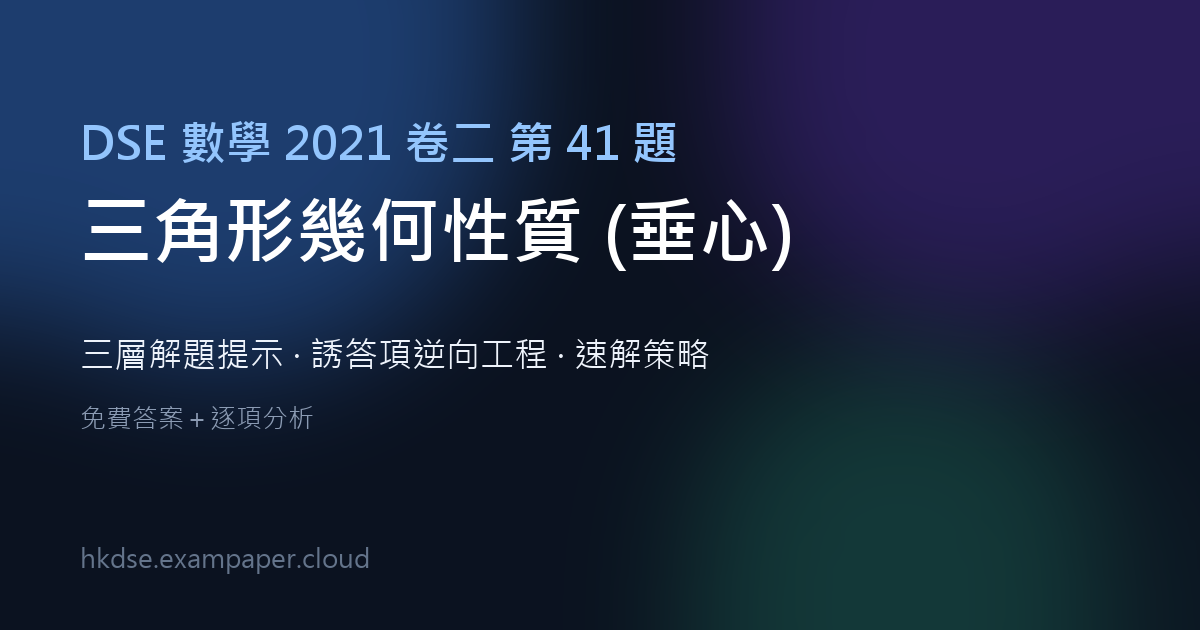 DSE 數學 2021 卷二 第 41 題
三角形幾何性質 (垂心)
三層解題提示 · 誘答項逆向工程 · 速解策略
免費答案 + 逐項分析
hkdse.exampaper.cloud